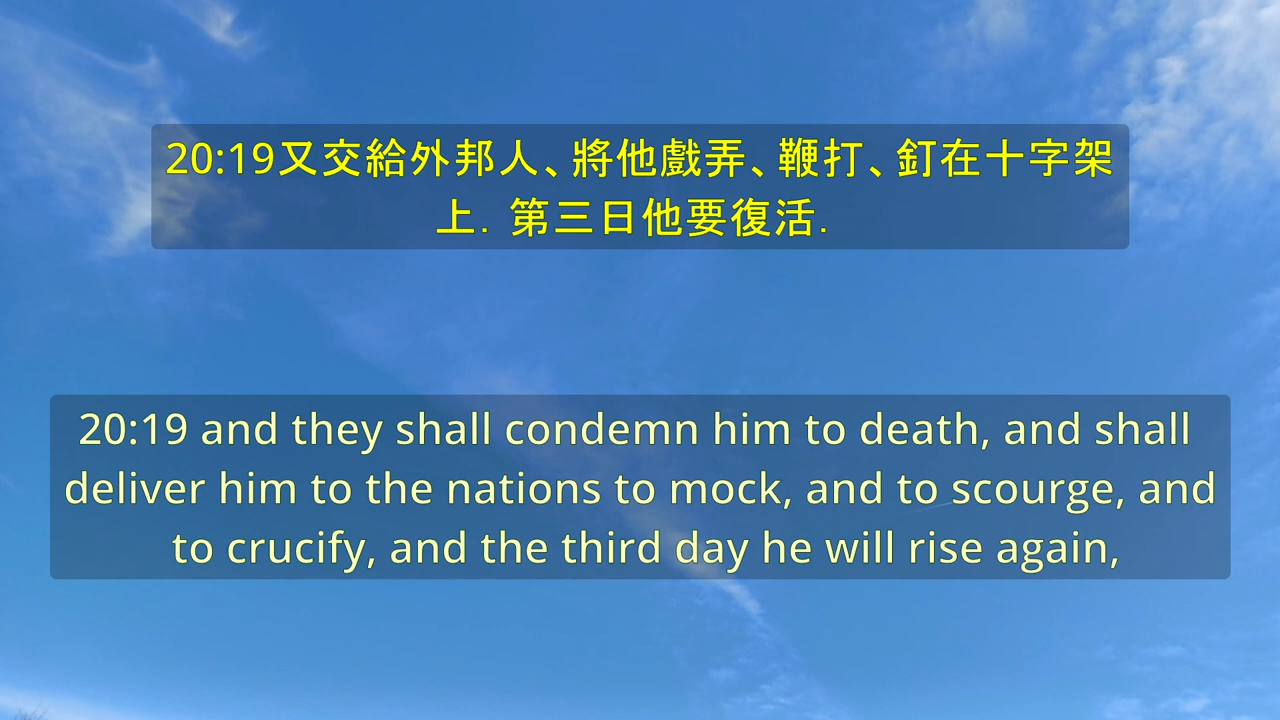 20:19又交給外邦人、將他戲弄、鞭打、釘在十字架
上. 第三日他要復活.
20:19 and they shall condemn him to death, and shall
deliver him to the nations to mock, and to scourge, and
to crucify, and the third day he will rise again,